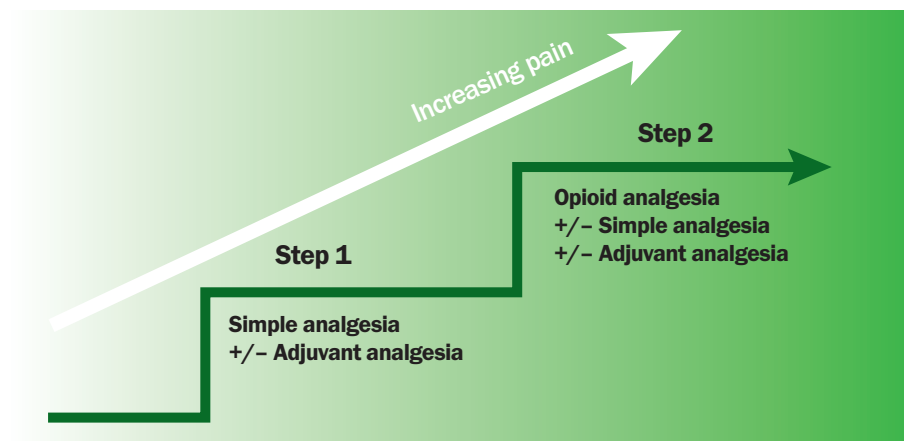 Increasing pain
Step 2
Opioid analgesia
+/– Simple analgesia
+/– Adjuvant analgesia
Step 1
Simple analgesia
+/– Adjuvant analgesia